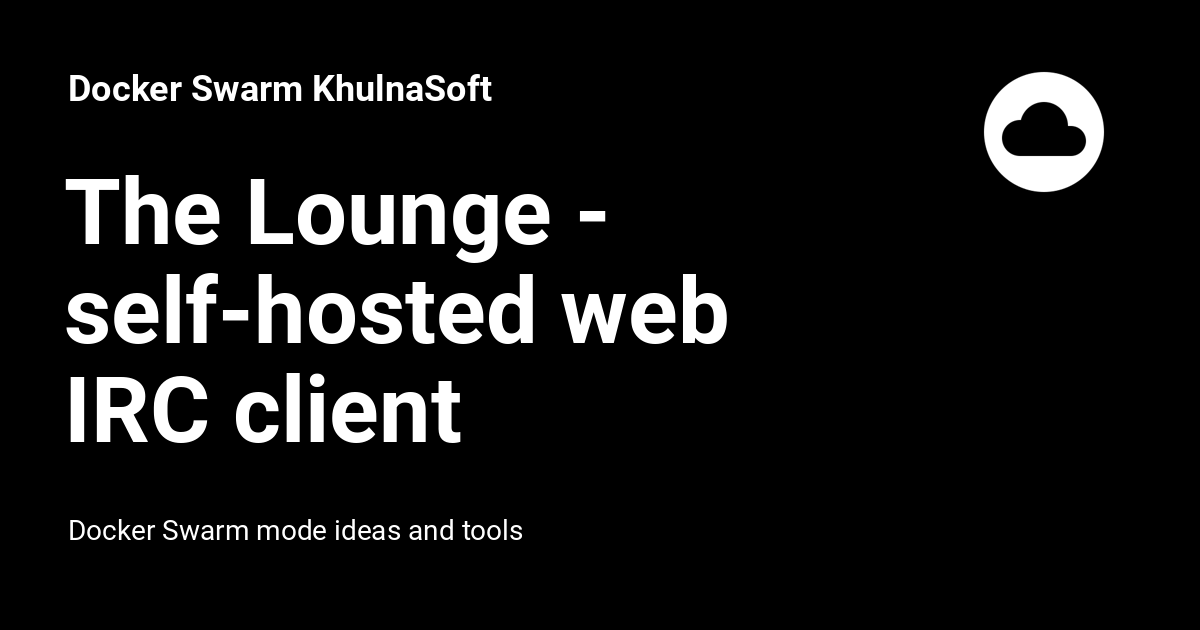 Docker Swarm KhulnaSoft
The Lounge -
self-hosted web
IRC client
Docker Swarm mode ideas and tools